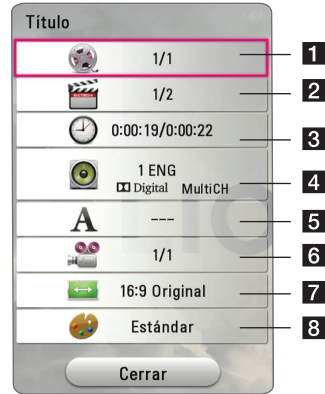 Título
1/1 1
1/2 2
0:00:19/0:00:22 3
1 ENG
Digital MultiCH 4
A --- 5
1/1 6
16:9 Original 7
Estándar 8
Cerrar